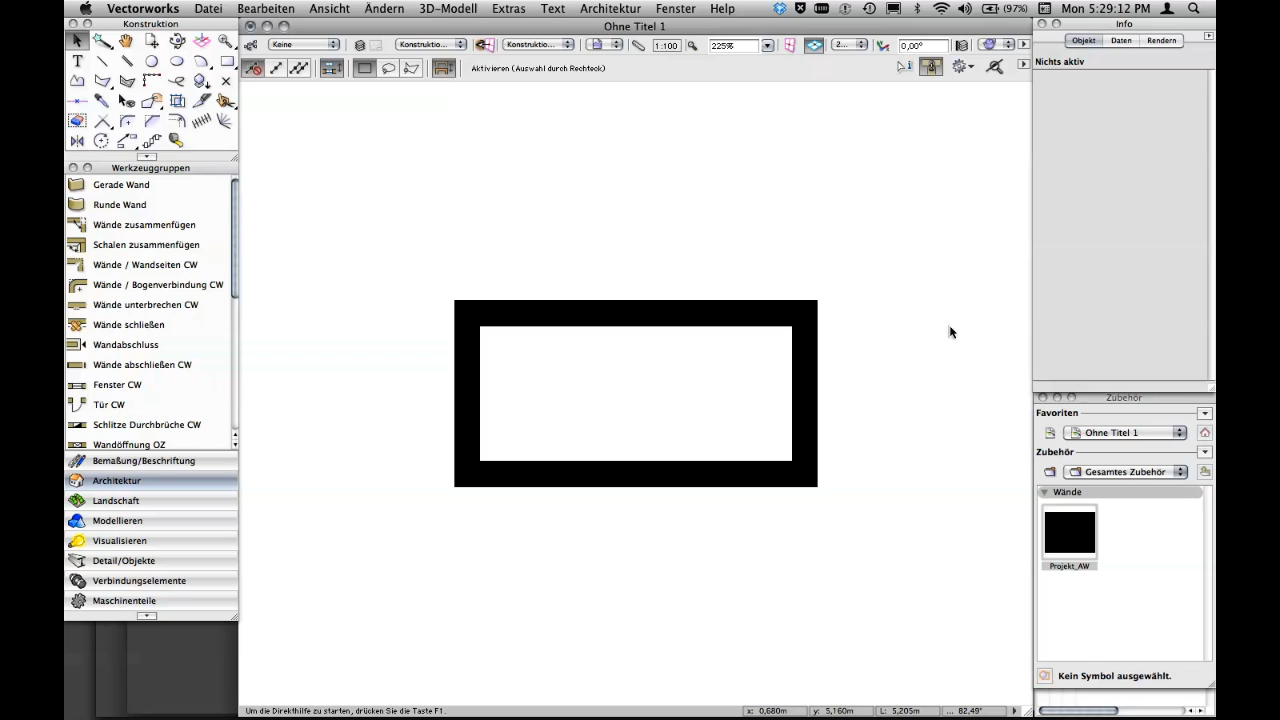 Vectorworks Datei Bearbeiten Ansicht Ändern 3D-Modell Extras Text Architektur Fenster Help (97%) Mon 5:29:12 PM
Konstruktion
Ohne Titel 1
Info
Keine Konstruktio... Konstruktio... 1:100 225% 2... 0,00°
Objekt Daten Rendern
Aktivieren (Auswahl durch Rechteck)
Nichts aktiv
Werkzeuggruppen
Gerade Wand
Runde Wand
Wände zusammenfügen
Schalen zusammenfügen
Wände / Wandseiten CW
Wände / Bogenverbindung CW
Wände unterbrechen CW
Wände schließen
Wandabschluss
Wände abschließen CW
Fenster CW
Tür CW
Schlitze Durchbrüche CW
Wandöffnung OZ
Bemaßung/Beschriftung
Architektur
Landschaft
Modellieren
Visualisieren
Detail/Objekte
Verbindungselemente
Maschinenteile
Zubehör
Favoriten
Ohne Titel 1
Zubehör
Gesamtes Zubehör
Wände
Projekt_AW
Kein Symbol ausgewählt.
Um die Direkthilfe zu starten, drücken Sie die Taste F1.
x: 0,680m y: 5,160m L: 5,205m ... 82,49°